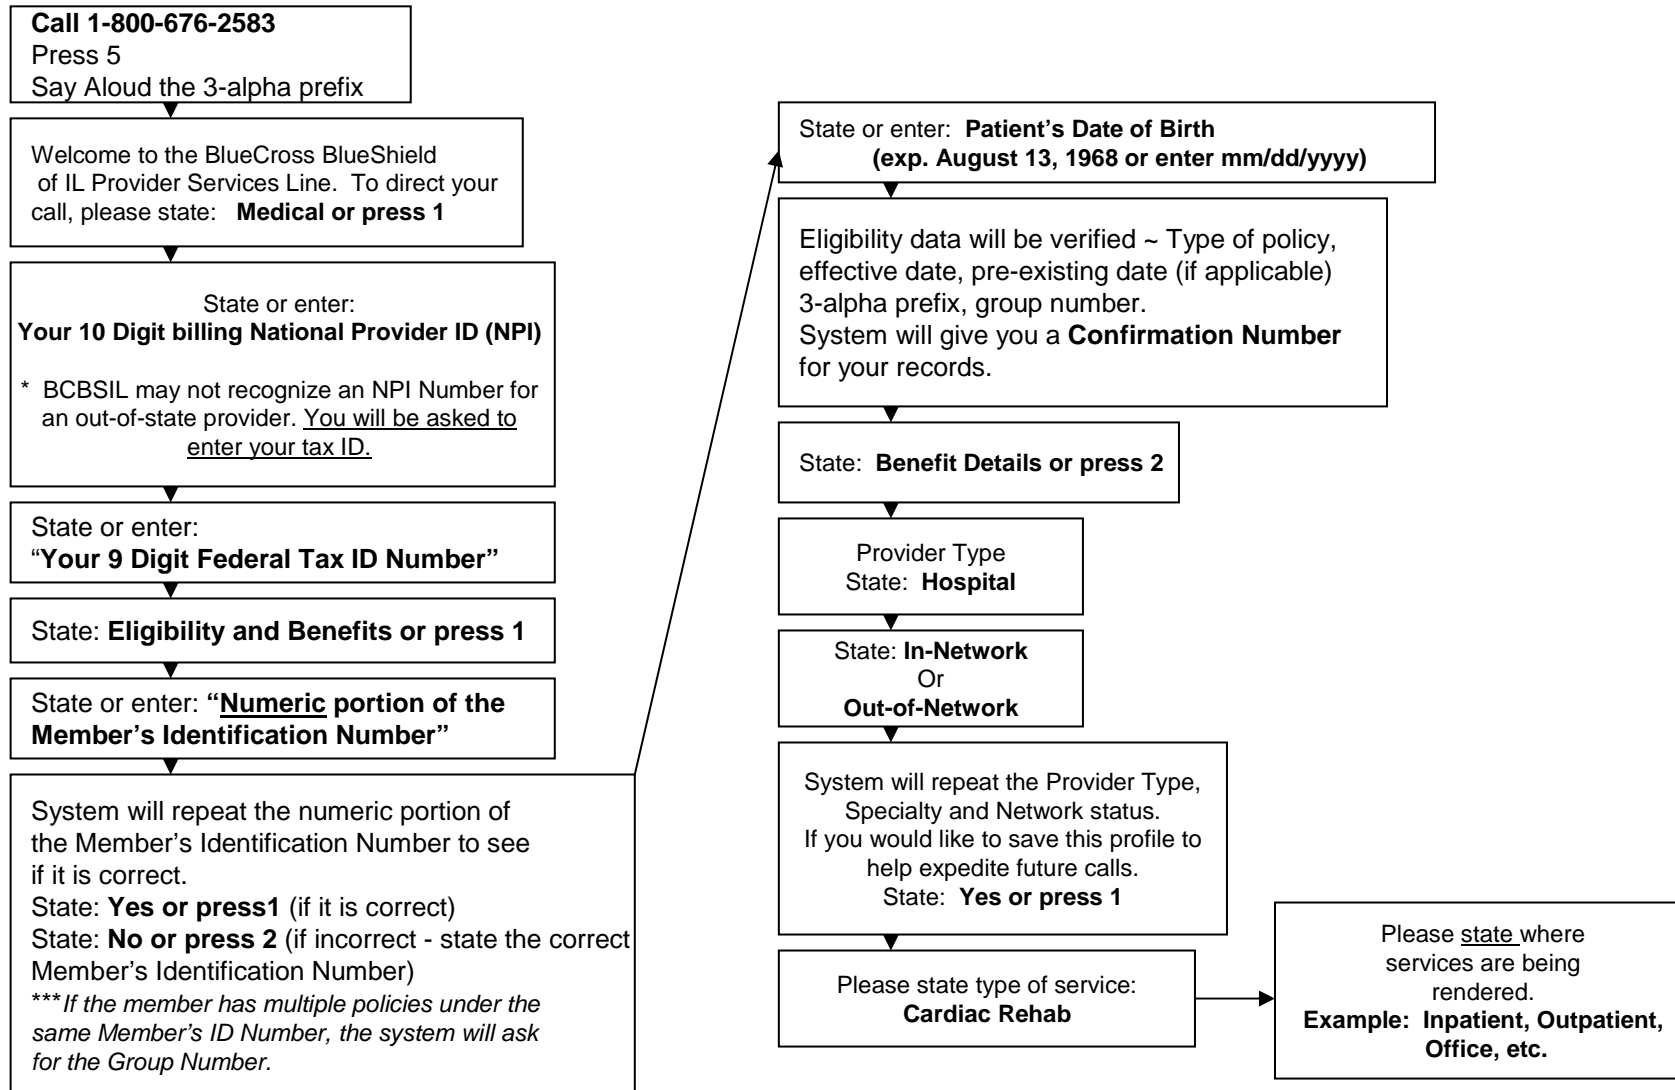 Call 1-800-676-2583
Press 5
Say Aloud the 3-alpha prefix
Welcome to the BlueCross BlueShield
of IL Provider Services Line. To direct your
call, please state: Medical or press 1
State or enter:
Your 10 Digit billing National Provider ID (NPI)
* BCBSIL may not recognize an NPI Number for
an out-of-state provider. You will be asked to
enter your tax ID.
State or enter:
“Your 9 Digit Federal Tax ID Number”
State: Eligibility and Benefits or press 1
State or enter: “Numeric portion of the
Member’s Identification Number”
System will repeat the numeric portion of
the Member’s Identification Number to see
if it is correct.
State: Yes or press1 (if it is correct)
State: No or press 2 (if incorrect - state the correct
Member’s Identification Number)
***If the member has multiple policies under the
same Member’s ID Number, the system will ask
for the Group Number.
State or enter: Patient’s Date of Birth
(exp. August 13, 1968 or enter mm/dd/yyyy)
Eligibility data will be verified ~ Type of policy,
effective date, pre-existing date (if applicable)
3-alpha prefix, group number.
System will give you a Confirmation Number
for your records.
State: Benefit Details or press 2
Provider Type
State: Hospital
State: In-Network
Or
Out-of-Network
System will repeat the Provider Type,
Specialty and Network status.
If you would like to save this profile to
help expedite future calls.
State: Yes or press 1
Please state type of service:
Cardiac Rehab
Please state where
services are being
rendered.
Example: Inpatient, Outpatient,
Office, etc.